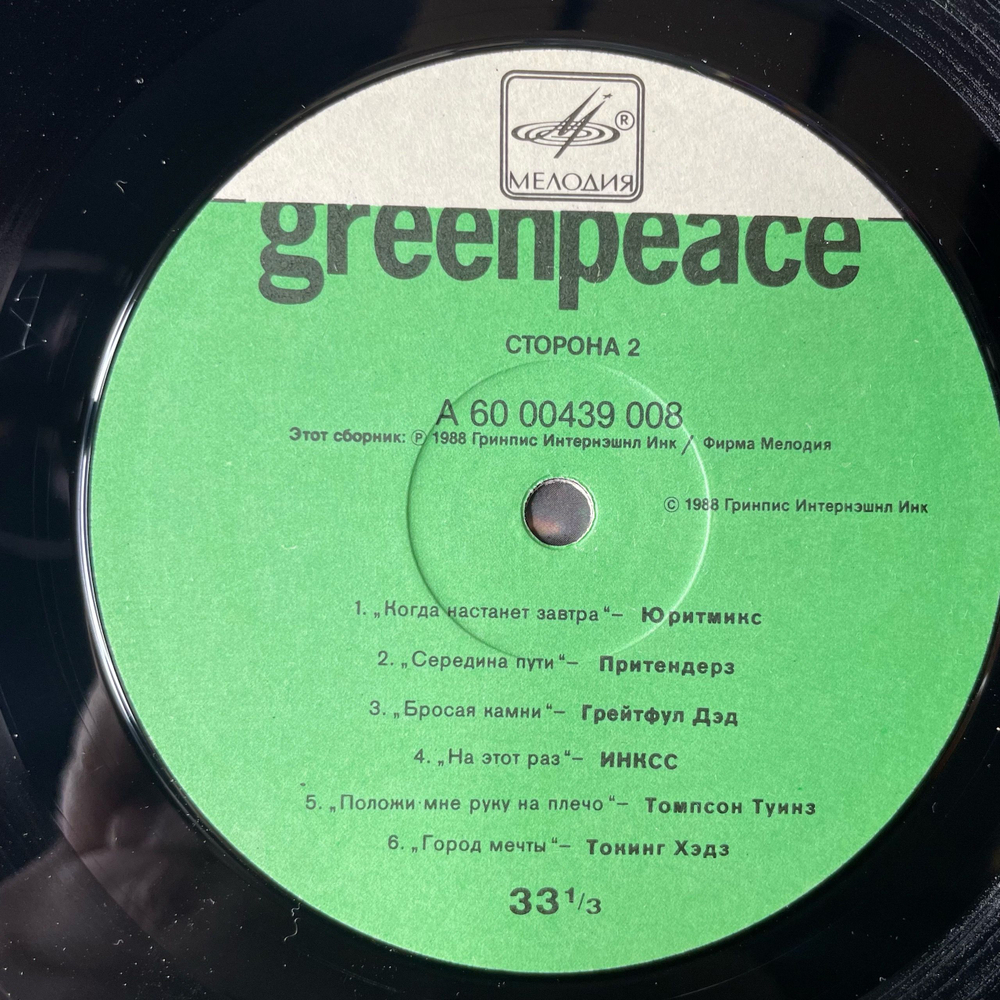 ® 
МЕЛОДИЯ
greenpeace
СТОРОНА 2
А 60 00439 008
Этот сборник: ℗ 1988 Гринпис Интернэшнл Инк / Фирма Мелодия
© 1988 Гринпис Интернэшнл Инк
1. „Когда настанет завтра“– Юритмикс
2. „Середина пути“– Притендерз
3. „Бросая камни“– Грейтфул Дэд
4. „На этот раз“– ИНКСС
5. „Положи мне руку на плечо“– Томпсон Туинз
6. „Город мечты“– Токинг Хэдз
33 1/3